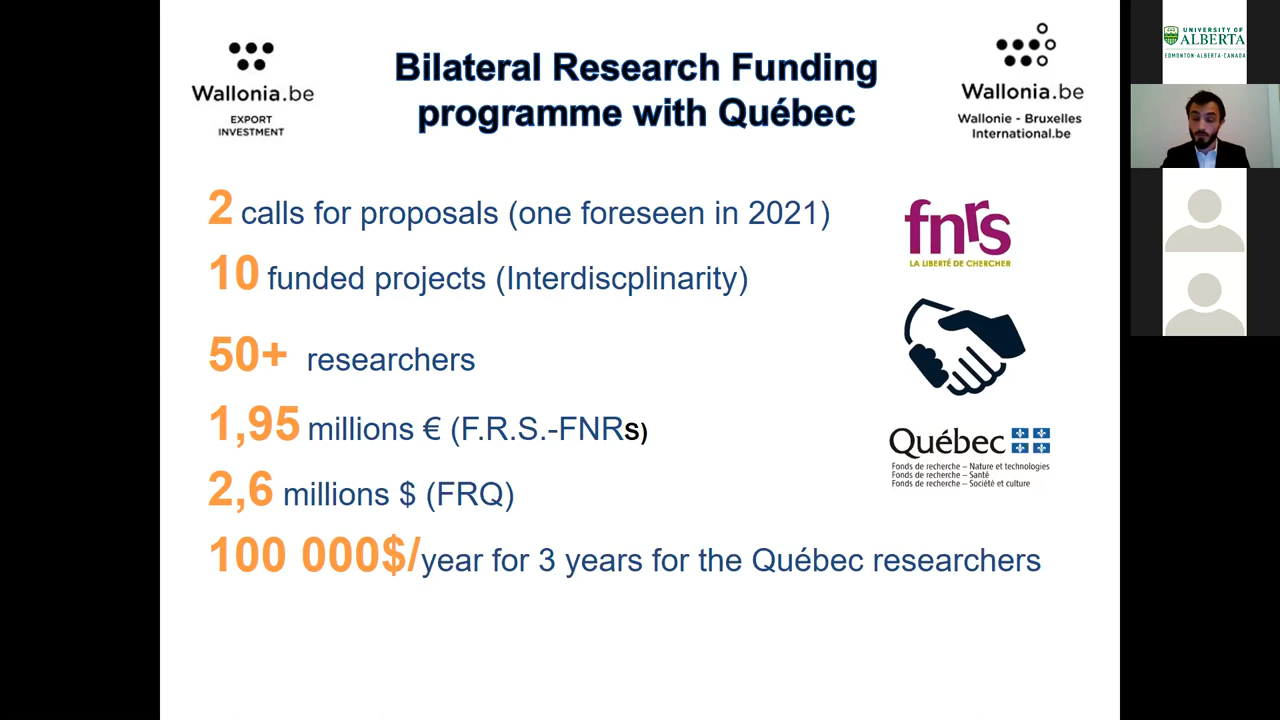 Wallonia.be
EXPORT
INVESTMENT
Bilateral Research Funding
programme with Québec
Wallonia.be
Wallonie - Bruxelles
International.be
2 calls for proposals (one foreseen in 2021)
10 funded projects (Interdiscplinarity)
50+ researchers
1,95 millions € (F.R.S.-FNRS)
2,6 millions $ (FRQ)
100 000$/year for 3 years for the Québec researchers
fnrs
LA LIBERTÉ DE CHERCHER
Québec
Fonds de recherche – Nature et technologies
Fonds de recherche – Santé
Fonds de recherche – Société et culture
UNIVERSITY OF
ALBERTA
EDMONTON·ALBERTA·CANADA